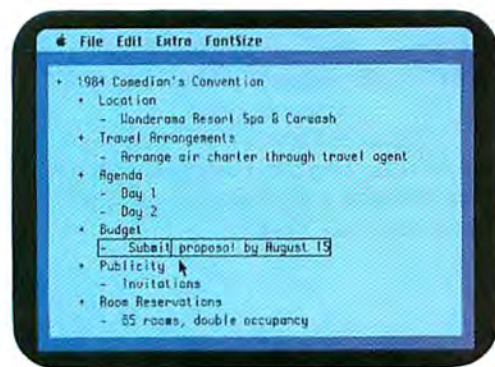 File Edit Extra FontSize
+ 1984 Comedian's Convention
+ Location
- Wonderama Resort Spa & Carwash
+ Travel Arrangements
- Arrange air charter through travel agent
+ Agenda
- Day 1
- Day 2
+ Budget
- Submit proposal by August 15
+ Publicity
- Invitations
+ Room Reservations
- 85 rooms, double occupancy